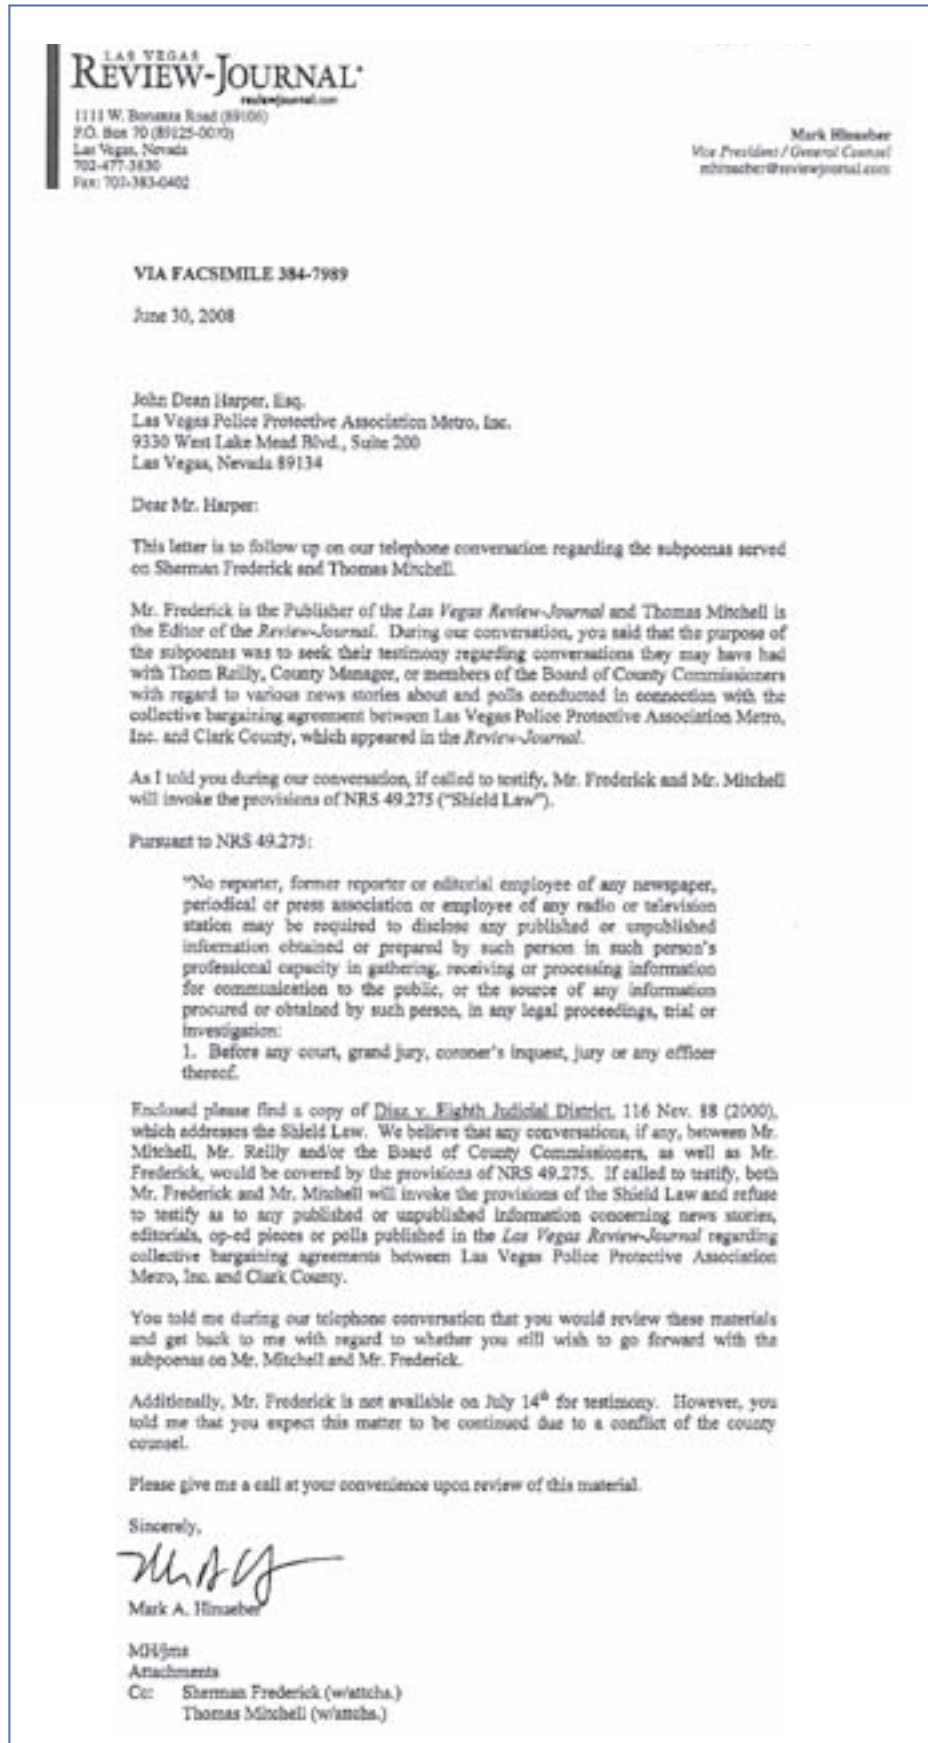 LAS VEGAS
REVIEW-JOURNAL
reviewjournal.com
1111 W. Bonanza Road (89106)
P.O. Box 70 (89125-0070)
Las Vegas, Nevada
702-477-3830
Fax: 702-383-0402
Mark Hinueber
Vice President / General Counsel
mhinueber@reviewjournal.com
VIA FACSIMILE 384-7989
June 30, 2008
John Dean Harper, Esq.
Las Vegas Police Protective Association Metro, Inc.
9330 West Lake Mead Blvd., Suite 200
Las Vegas, Nevada 89134
Dear Mr. Harper:
This letter is to follow up on our telephone conversation regarding the subpoenas served
on Sherman Frederick and Thomas Mitchell.
Mr. Frederick is the Publisher of the Las Vegas Review-Journal and Thomas Mitchell is
the Editor of the Review-Journal. During our conversation, you said that the purpose of
the subpoenas was to seek their testimony regarding conversations they may have had
with Thom Reilly, County Manager, or members of the Board of County Commissioners
with regard to various news stories about and polls conducted in connection with the
collective bargaining agreement between Las Vegas Police Protective Association Metro,
Inc. and Clark County, which appeared in the Review-Journal.
As I told you during our conversation, if called to testify, Mr. Frederick and Mr. Mitchell
will invoke the provisions of NRS 49.275 ("Shield Law").
Pursuant to NRS 49.275:
"No reporter, former reporter or editorial employee of any newspaper,
periodical or press association or employee of any radio or television
station may be required to disclose any published or unpublished
information obtained or prepared by such person in such person's
professional capacity in gathering, receiving or processing information
for communication to the public, or the source of any information
procured or obtained by such person, in any legal proceedings, trial or
investigation:
1. Before any court, grand jury, coroner's inquest, jury or any officer
thereof.
Enclosed please find a copy of Diaz v. Eighth Judicial District, 116 Nev. 88 (2000),
which addresses the Shield Law. We believe that any conversations, if any, between Mr.
Mitchell, Mr. Reilly and/or the Board of County Commissioners, as well as Mr.
Frederick, would be covered by the provisions of NRS 49.275. If called to testify, both
Mr. Frederick and Mr. Mitchell will invoke the provisions of the Shield Law and refuse
to testify as to any published or unpublished information concerning news stories,
editorials, op-ed pieces or polls published in the Las Vegas Review-Journal regarding
collective bargaining agreements between Las Vegas Police Protective Association
Metro, Inc. and Clark County.
You told me during our telephone conversation that you would review these materials
and get back to me with regard to whether you still wish to go forward with the
subpoenas on Mr. Mitchell and Mr. Frederick.
Additionally, Mr. Frederick is not available on July 14th for testimony. However, you
told me that you expect this matter to be continued due to a conflict of the county
counsel.
Please give me a call at your convenience upon review of this material.
Sincerely,
Mark A. Hinueber
MH/jms
Attachments
Cc: Sherman Frederick (w/attchs.)
Thomas Mitchell (w/attchs.)